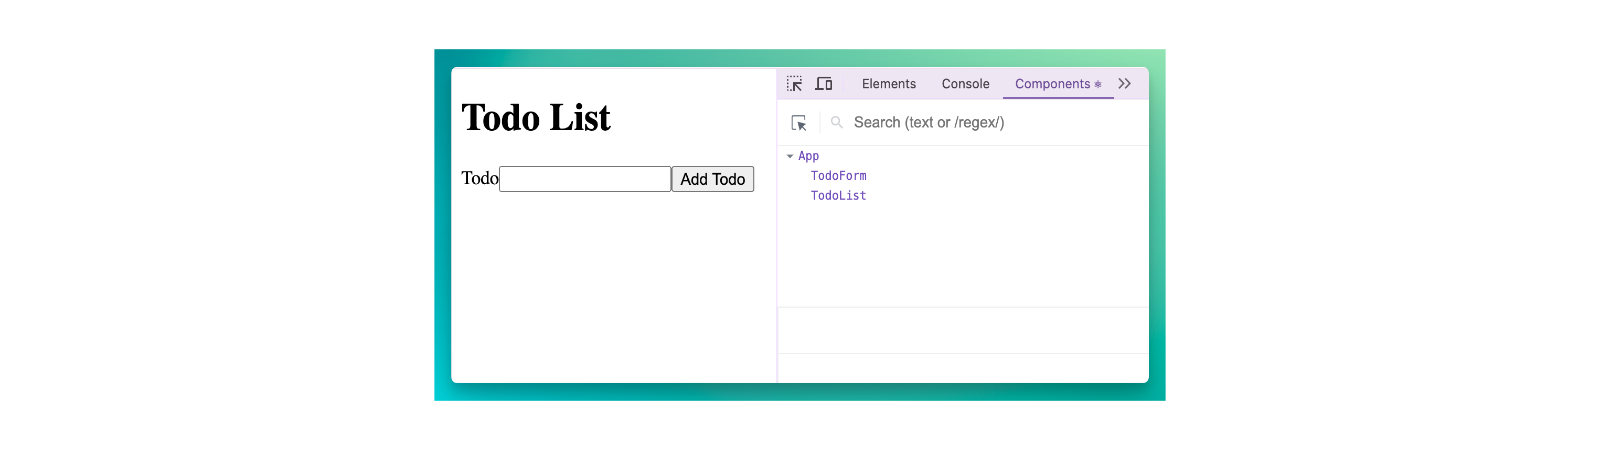 Todo List
Todo
Add Todo
Elements Console Components
Search (text or /regex/)
App
TodoForm
TodoList